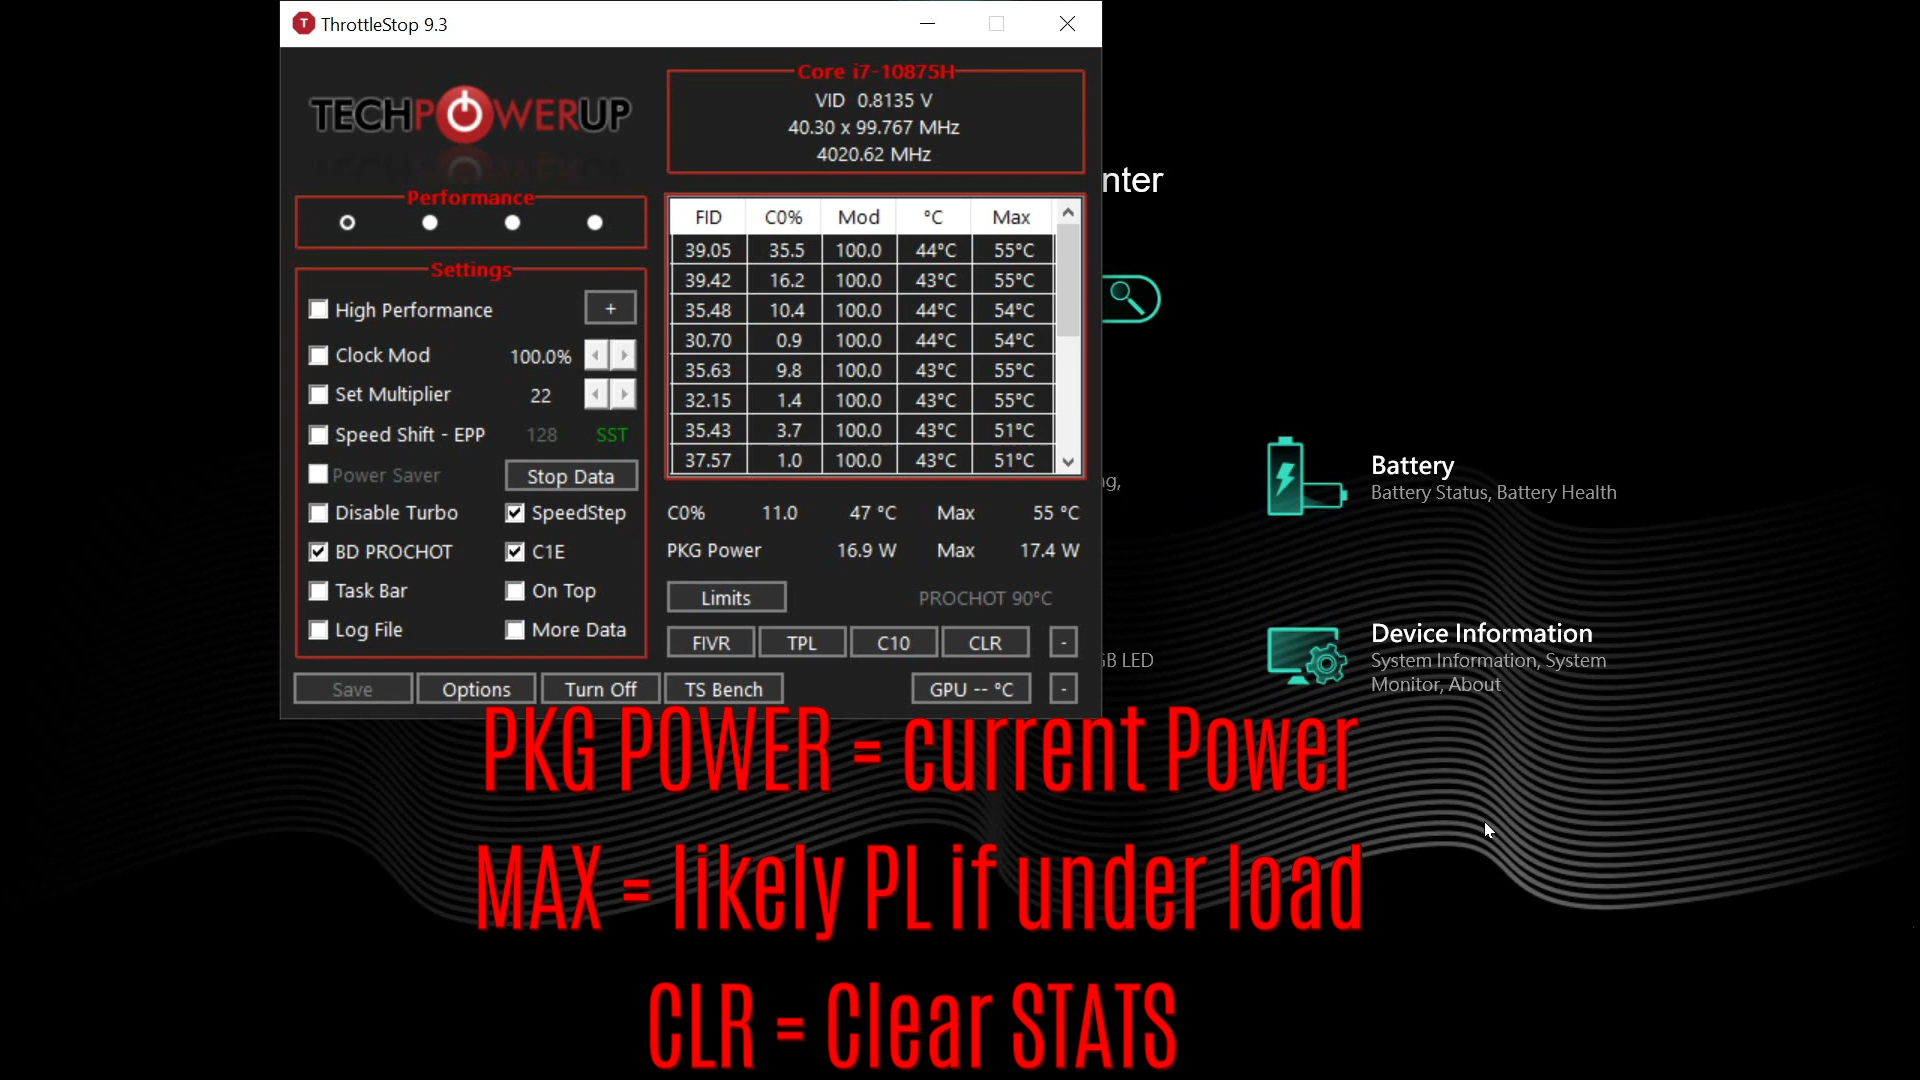 ThrottleStop 9.3
TECHPOWERUP
Core i7-10875H
VID 0.8135 V
40.30 x 99.767 MHz
4020.62 MHz
Performance
Settings
High Performance +
Clock Mod 100.0%
Set Multiplier 22
Speed Shift - EPP 128 SST
Power Saver Stop Data
Disable Turbo SpeedStep
BD PROCHOT C1E
Task Bar On Top
Log File More Data
FID C0% Mod °C Max
39.05 35.5 100.0 44°C 55°C
39.42 16.2 100.0 43°C 55°C
35.48 10.4 100.0 44°C 54°C
30.70 0.9 100.0 44°C 54°C
35.63 9.8 100.0 43°C 55°C
32.15 1.4 100.0 43°C 55°C
35.43 3.7 100.0 43°C 51°C
37.57 1.0 100.0 43°C 51°C
C0% 11.0 47 °C Max 55 °C
PKG Power 16.9 W Max 17.4 W
Limits PROCHOT 90°C
FIVR TPL C10 CLR -
Save Options Turn Off TS Bench GPU -- °C -
nter
ng,
GB LED
Battery
Battery Status, Battery Health
Device Information
System Information, System
Monitor, About
PKG POWER = current Power
MAX = likely PL if under load
CLR = Clear STATS